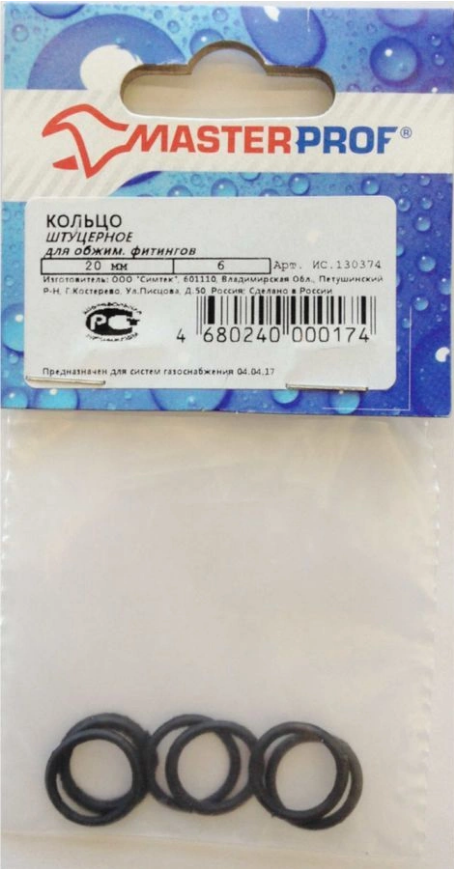 MASTERPROF®
КОЛЬЦО
ШТУЦЕРНОЕ
для обжим. фитингов
20 мм 6 Арт. ИС.130374
Изготовитель: ООО "Симтек", 601110, Владимирская Обл., Петушинский
Р-Н, Г.Костерево, Ул.Писцова, Д.50 Россия; Сделано в России
РСТ
4 680240 000174
Предназначен для систем газоснабжения 04.04.17